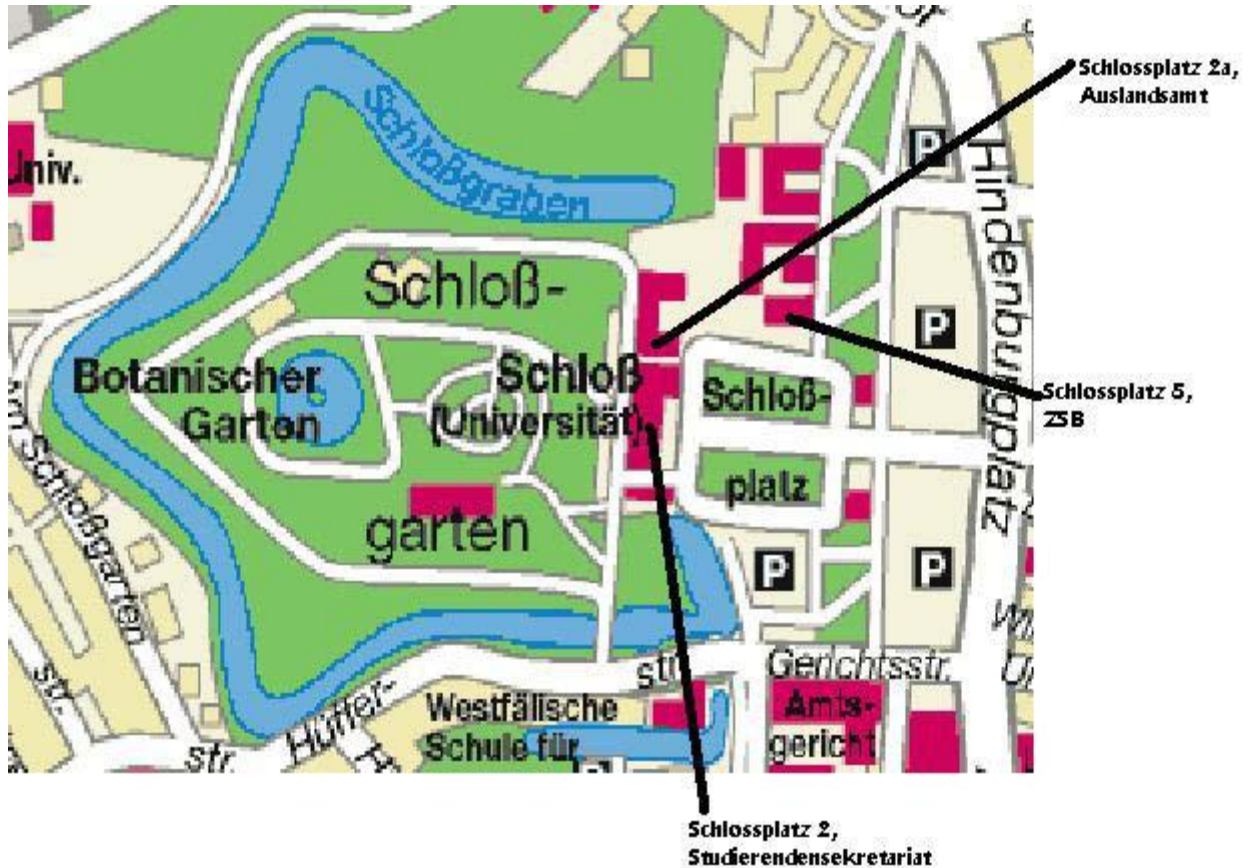 Schlossplatz 2a,
Auslandsamt
P
Schloßgraben
Univ.
Hindenburgplatz
Schloß-
P
Botanischer
Garten
Schloß
(Universität)
Schloß-
platz
Schlossplatz 5,
ZSB
Am Schloßgarten
garten
P
P
str.
Gerichtsstr.
str.
Hüffer-
str.
Westfälische
Schule für
Amts-
gericht
Schlossplatz 2,
Studierendensekretariat